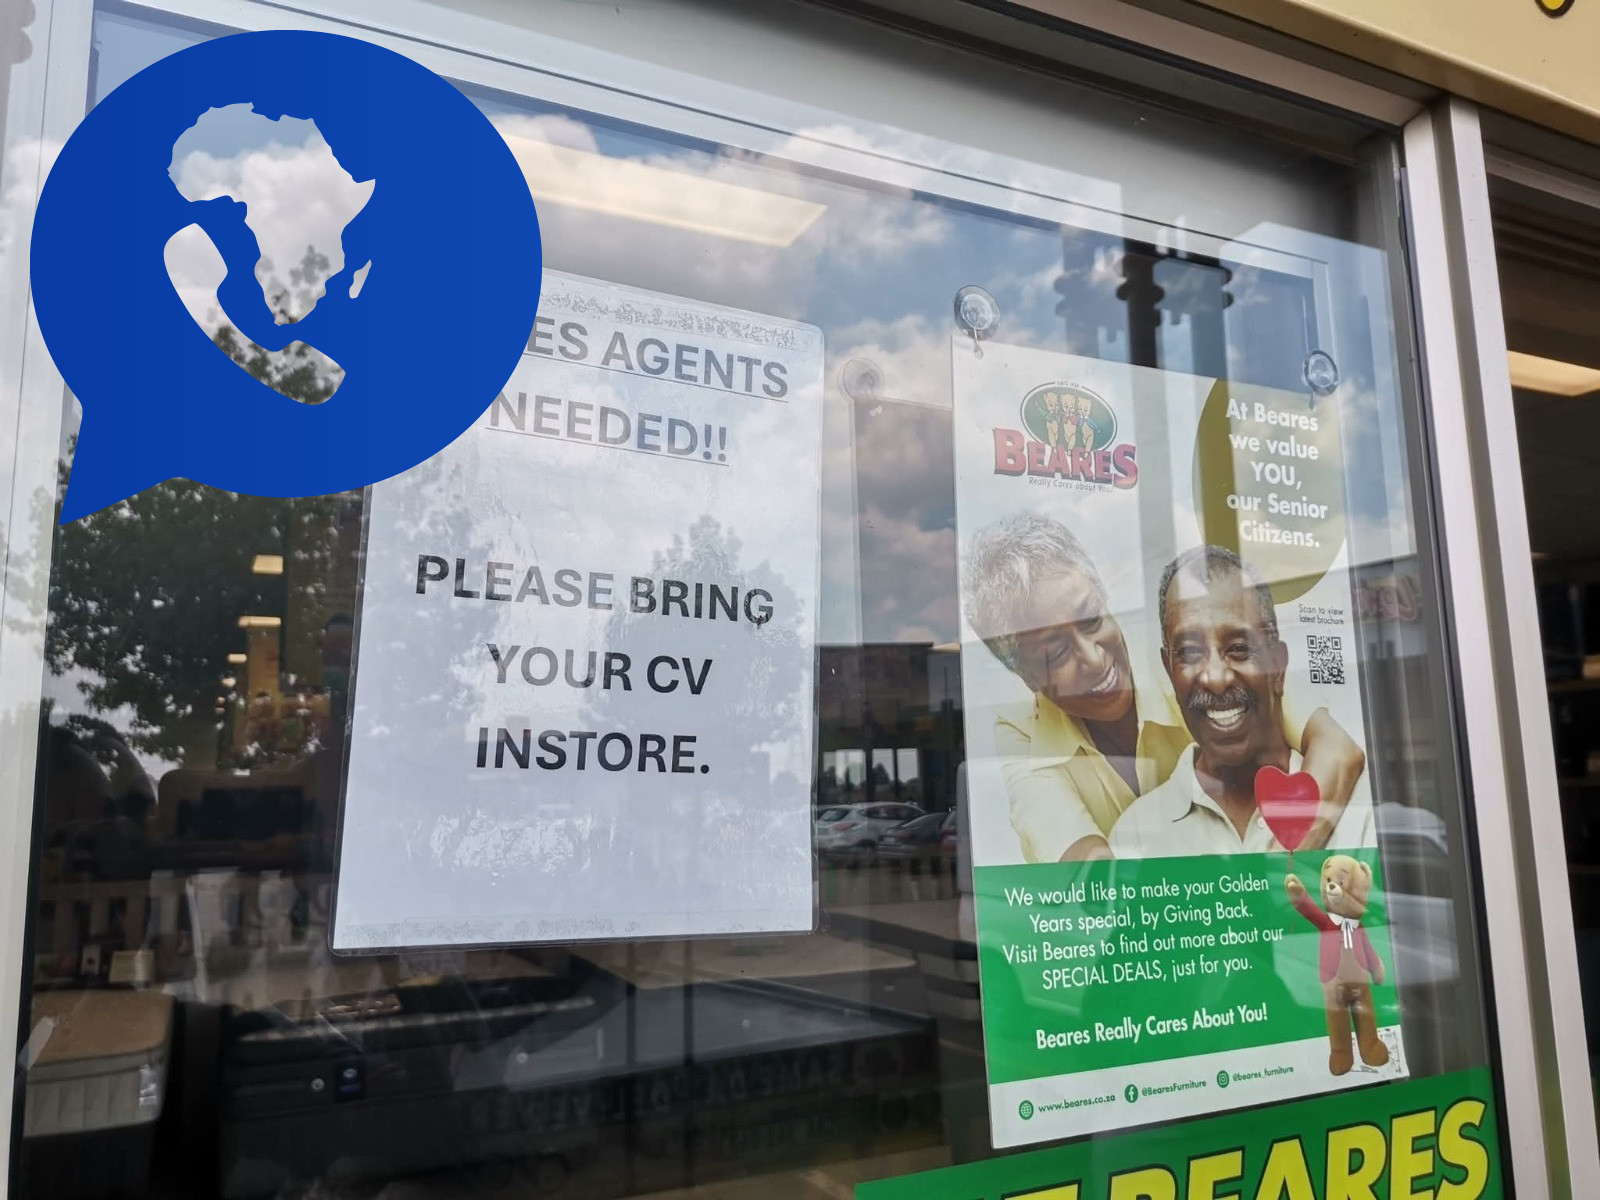 ES AGENTS
NEEDED!!
PLEASE BRING
YOUR CV
INSTORE.
BEARES
Really Cares about You!
At Beares
we value
YOU,
our Senior
Citizens.
Scan to view
latest brochure
We would like to make your Golden
Years special, by Giving Back.
Visit Beares to find out more about our
SPECIAL DEALS, just for you.
Beares Really Cares About You!
www.beares.co.za @BearesFurniture @beares_furniture
BEARES